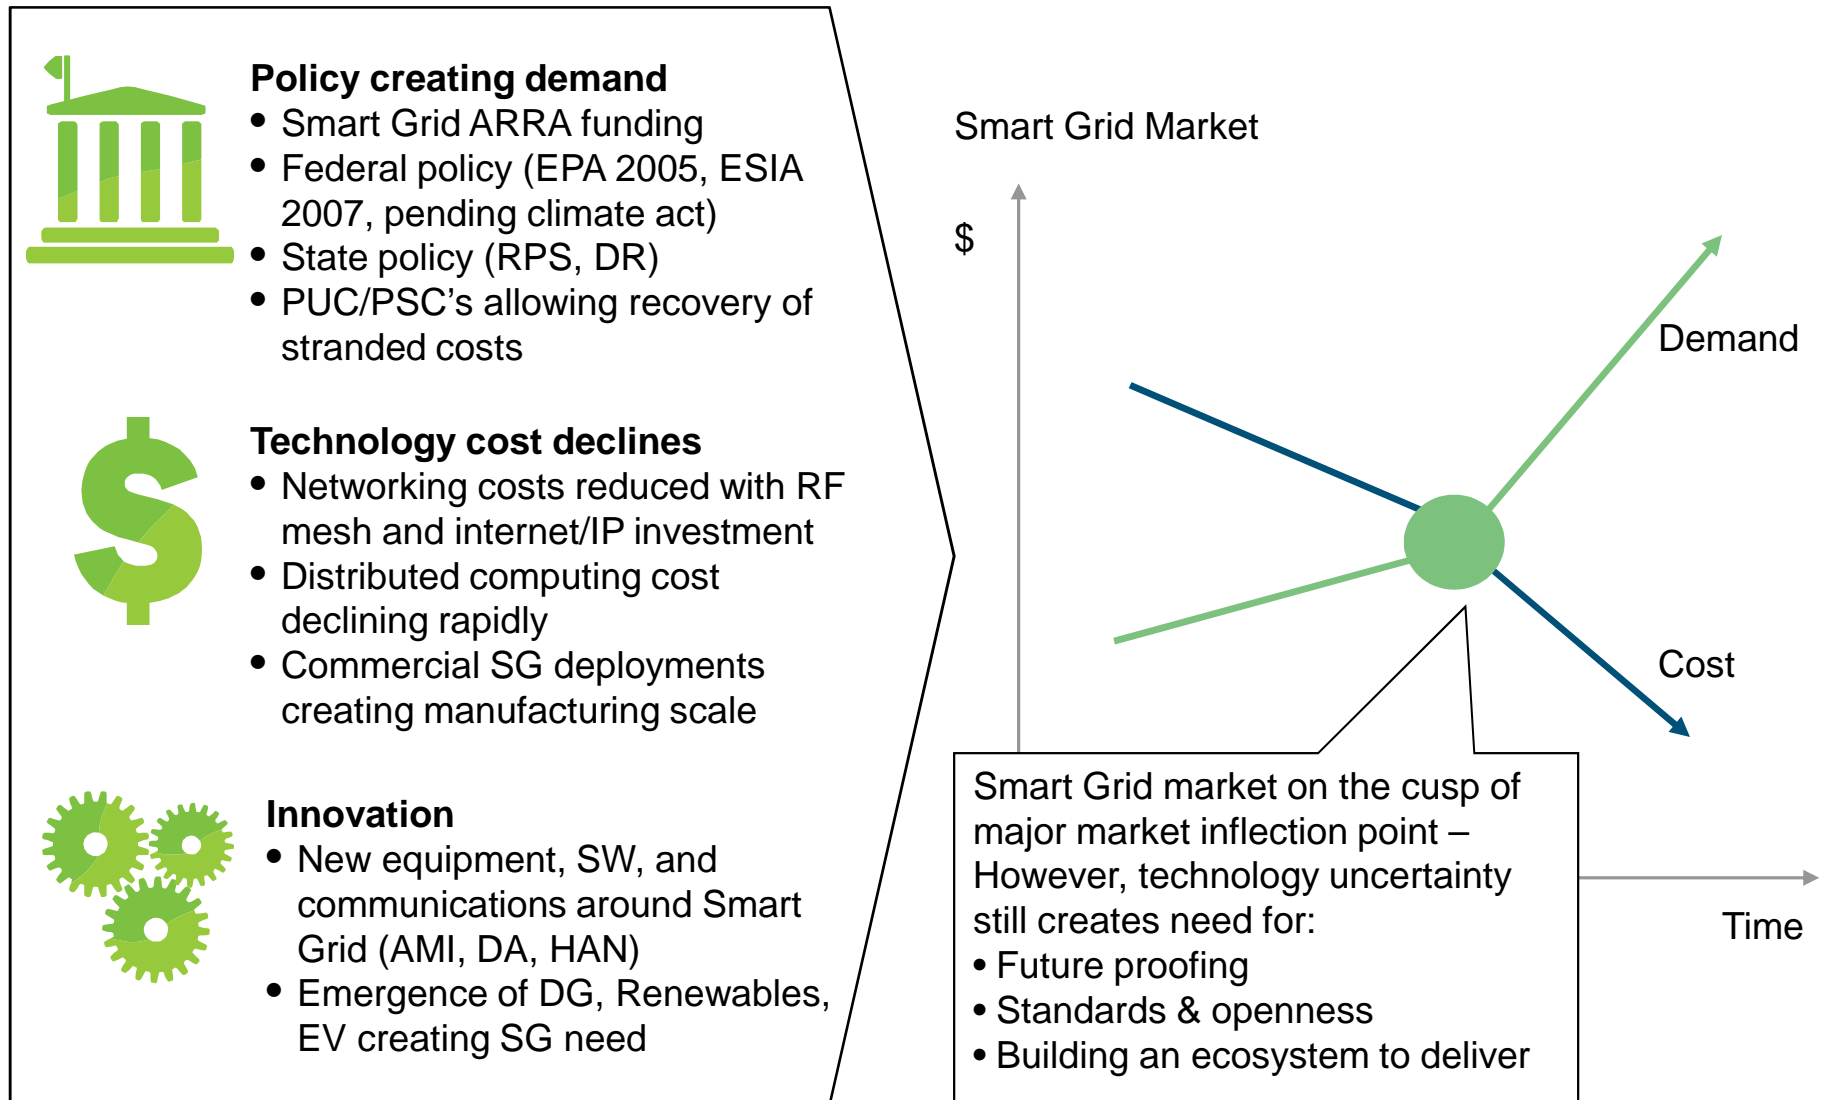 Policy creating demand
• Smart Grid ARRA funding
• Federal policy (EPA 2005, ESIA
2007, pending climate act)
• State policy (RPS, DR)
• PUC/PSC’s allowing recovery of
stranded costs
Technology cost declines
• Networking costs reduced with RF
mesh and internet/IP investment
• Distributed computing cost
declining rapidly
• Commercial SG deployments
creating manufacturing scale
Innovation
• New equipment, SW, and
communications around Smart
Grid (AMI, DA, HAN)
• Emergence of DG, Renewables,
EV creating SG need
Smart Grid Market
$
Demand
Cost
Smart Grid market on the cusp of
major market inflection point –
However, technology uncertainty
still creates need for:
• Future proofing
• Standards & openness
• Building an ecosystem to deliver
Time